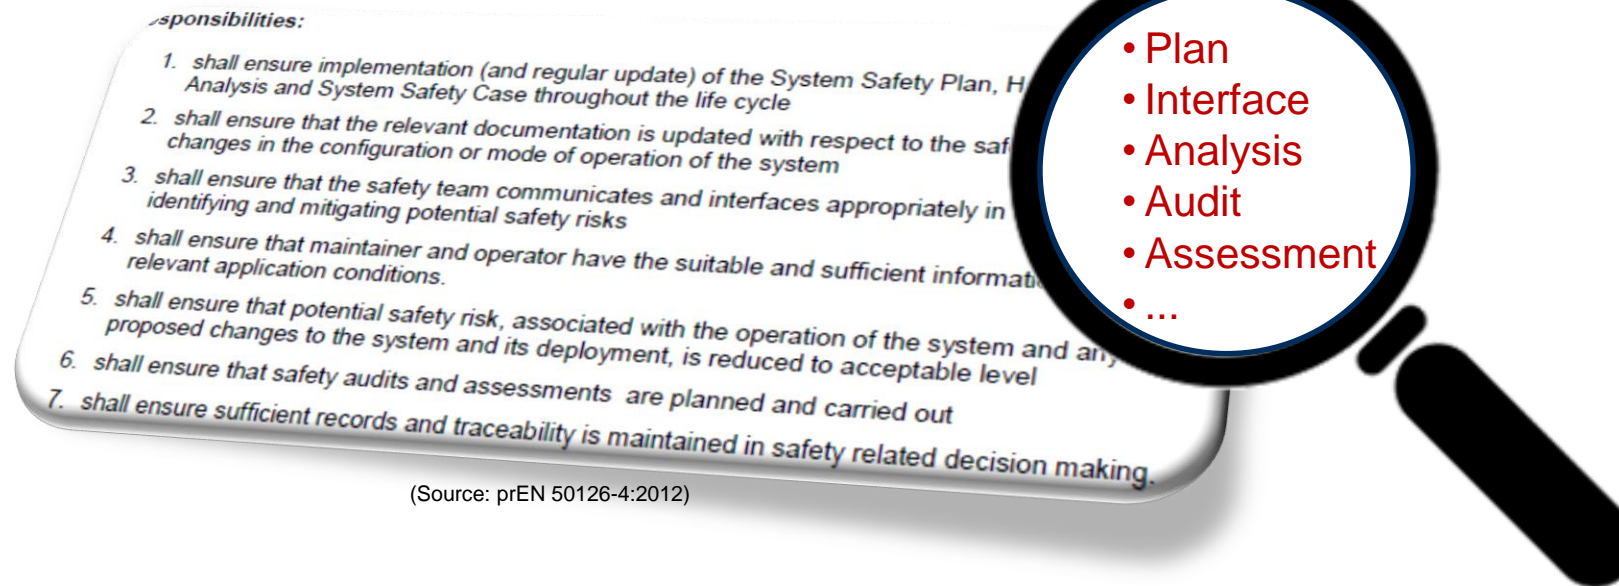 sponsibilities:
1. shall ensure implementation (and regular update) of the System Safety Plan, H
Analysis and System Safety Case throughout the life cycle
2. shall ensure that the relevant documentation is updated with respect to the saf
changes in the configuration or mode of operation of the system
3. shall ensure that the safety team communicates and interfaces appropriately in
identifying and mitigating potential safety risks
4. shall ensure that maintainer and operator have the suitable and sufficient informati
relevant application conditions.
5. shall ensure that potential safety risk, associated with the operation of the system and any
proposed changes to the system and its deployment, is reduced to acceptable level
6. shall ensure that safety audits and assessments are planned and carried out
7. shall ensure sufficient records and traceability is maintained in safety related decision making.
(Source: prEN 50126-4:2012)
• Plan
• Interface
• Analysis
• Audit
• Assessment
• ...